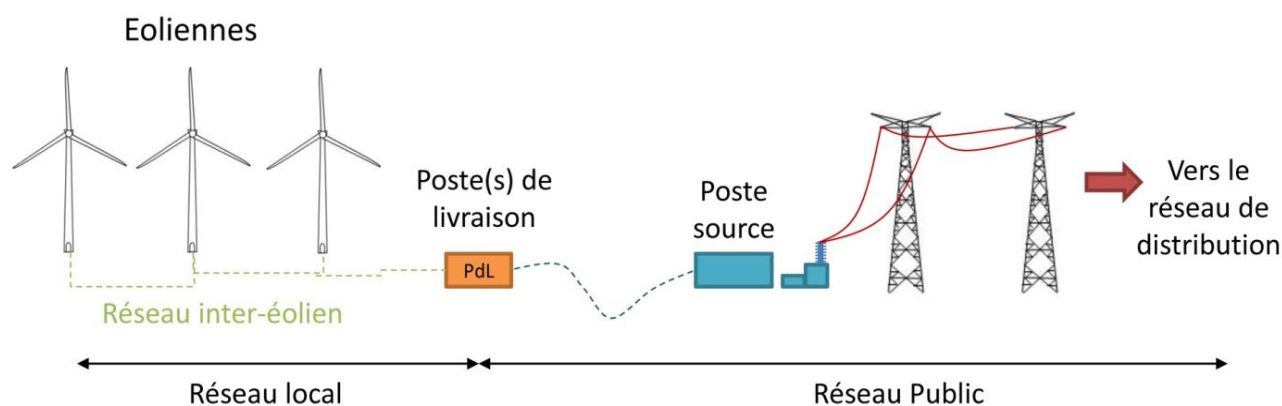 Eoliennes
Poste(s) de
livraison
PdL
Poste
source
Vers le
réseau de
distribution
Réseau inter-éolien
Réseau local
Réseau Public